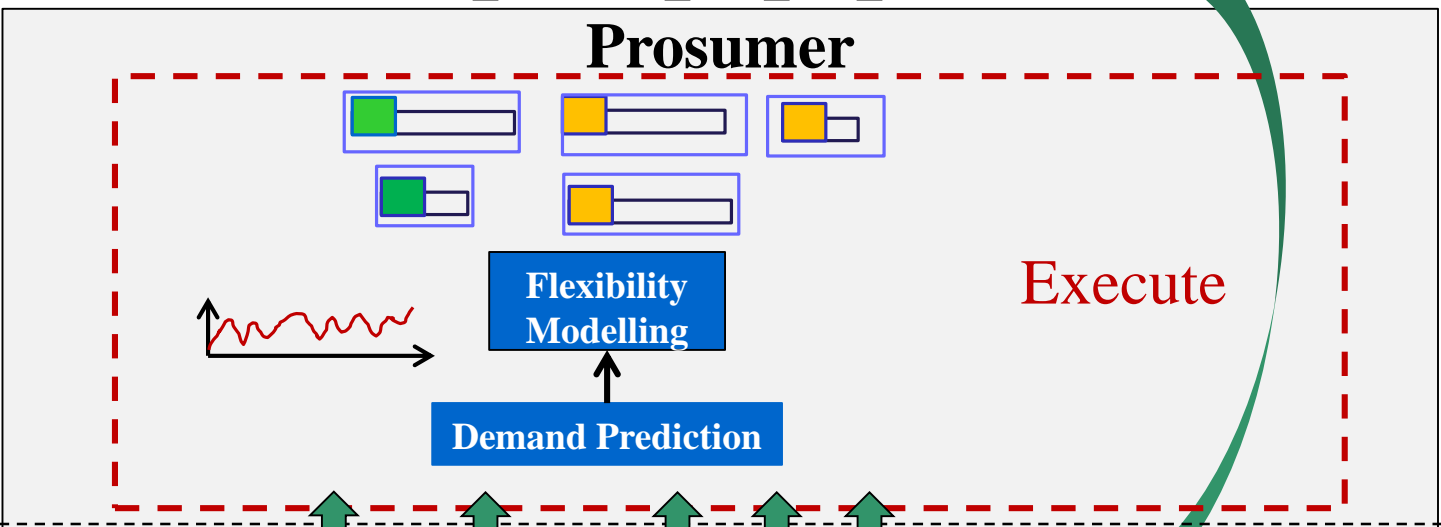 Prosumer
Flexibility
Modelling
Execute
Demand Prediction